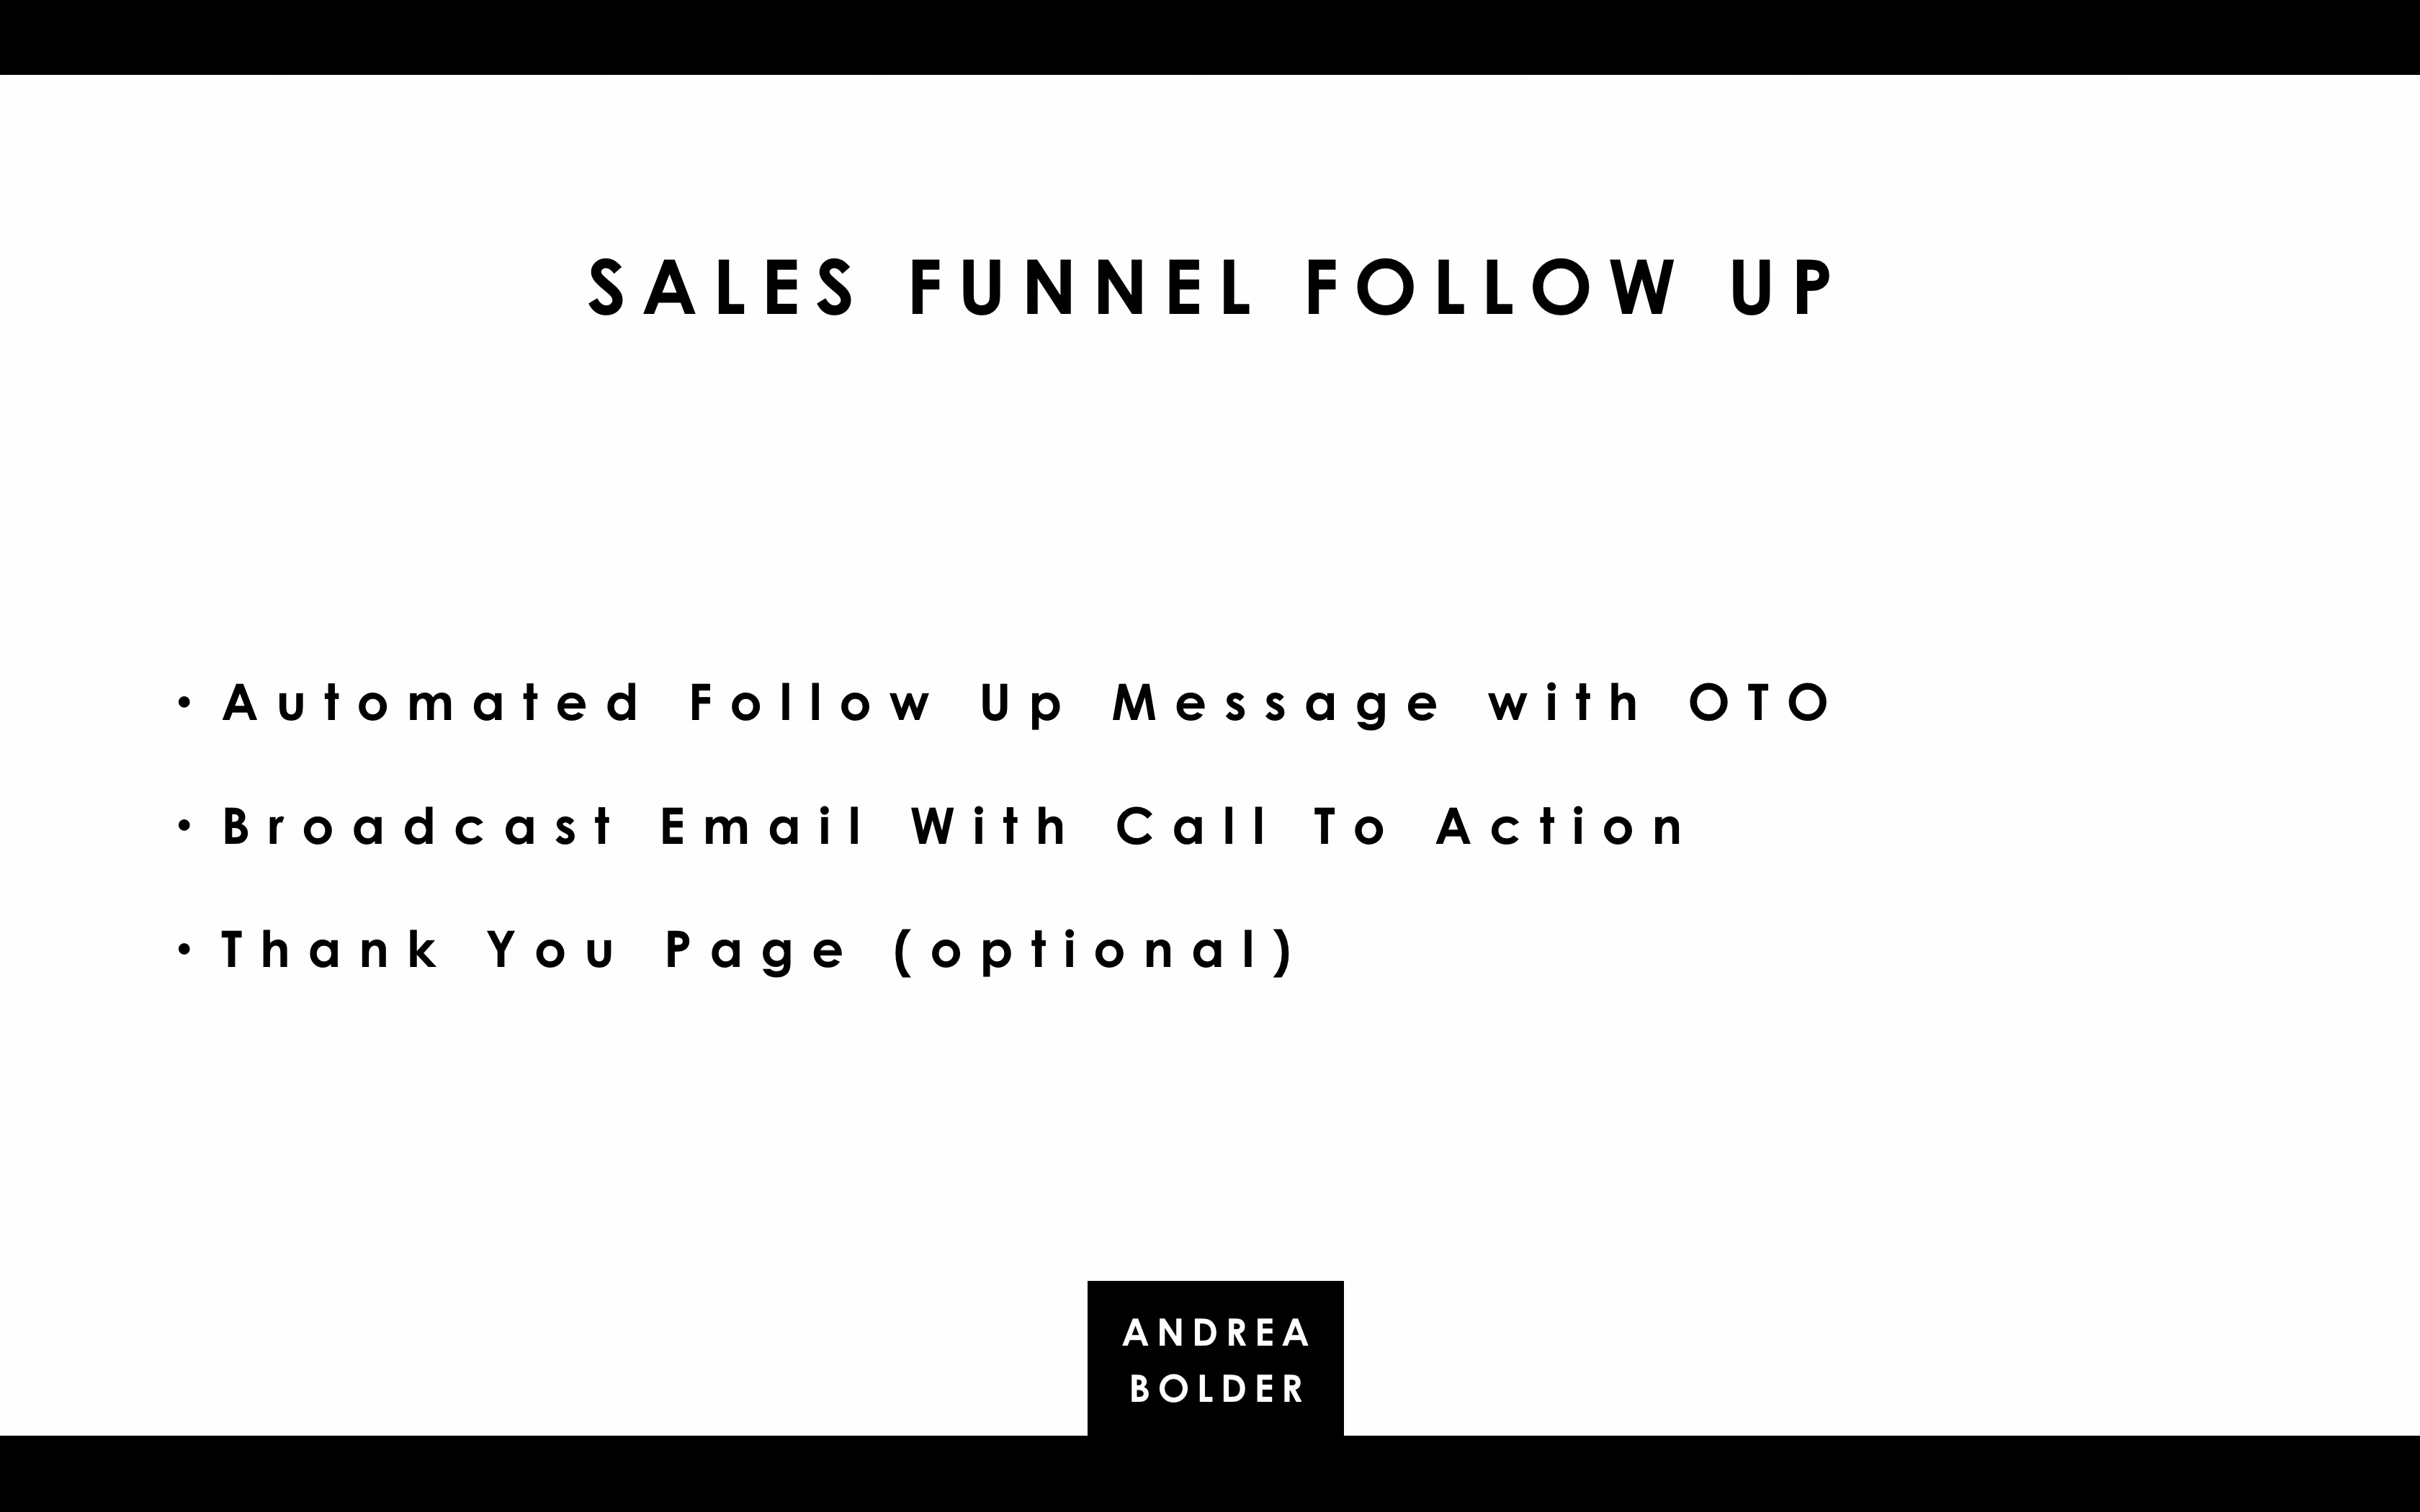 SALES FUNNEL FOLLOW UP
• Automated Follow Up Message with OTO
• Broadcast Email With Call To Action
• Thank You Page (optional)
ANDREA
BOLDER